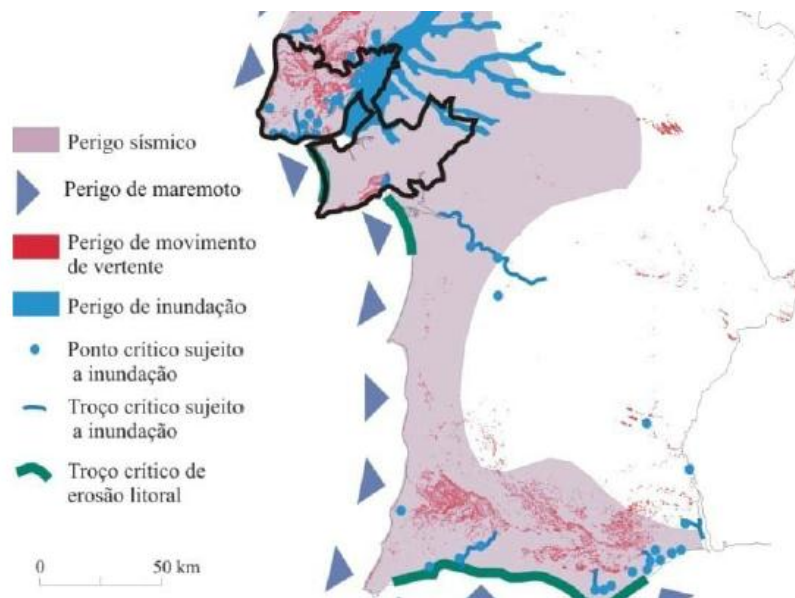 Perigo sísmico
Perigo de maremoto
Perigo de movimento
de vertente
Perigo de inundação
Ponto crítico sujeito
a inundação
Troço crítico sujeito
a inundação
Troço crítico de
erosão litoral
0 50 km